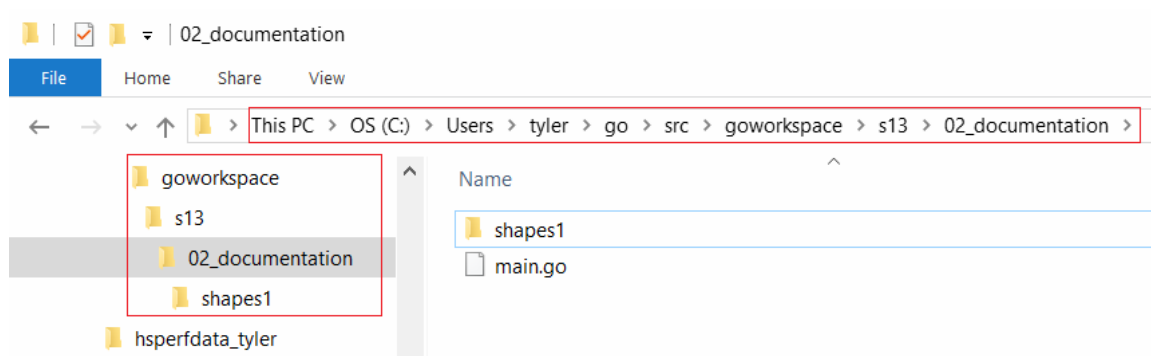 02_documentation
File Home Share View
This PC > OS (C:) > Users > tyler > go > src > goworkspace > s13 > 02_documentation >
goworkspace
s13
02_documentation
shapes1
hsperfdata_tyler
Name
shapes1
main.go